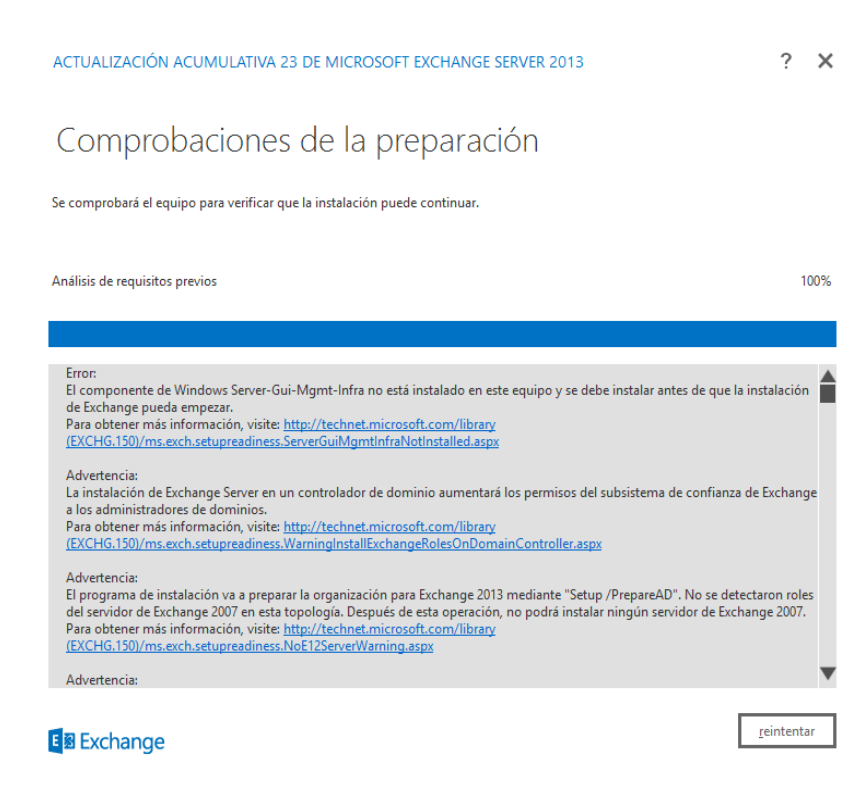 ACTUALIZACIÓN ACUMULATIVA 23 DE MICROSOFT EXCHANGE SERVER 2013
?
Comprobaciones de la preparación
Se comprobará el equipo para verificar que la instalación puede continuar.
Análisis de requisitos previos
100%
Error:
El componente de Windows Server-Gui-Mgmt-Infra no está instalado en este equipo y se debe instalar antes de que la instalación
de Exchange pueda empezar.
Para obtener más información, visite: http://technet.microsoft.com/library
(EXCHG.150)/ms.exch.setupreadiness.ServerGuiMgmtInfraNotInstalled.aspx
Advertencia:
La instalación de Exchange Server en un controlador de dominio aumentará los permisos del subsistema de confianza de Exchange
a los administradores de dominios.
Para obtener más información, visite: http://technet.microsoft.com/library
(EXCHG.150)/ms.exch.setupreadiness.WarningInstallExchangeRolesOnDomainController.aspx
Advertencia:
El programa de instalación va a preparar la organización para Exchange 2013 mediante "Setup /PrepareAD". No se detectaron roles
del servidor de Exchange 2007 en esta topología. Después de esta operación, no podrá instalar ningún servidor de Exchange 2007.
Para obtener más información, visite: http://technet.microsoft.com/library
(EXCHG.150)/ms.exch.setupreadiness.NoE12ServerWarning.aspx
Advertencia:
E Exchange
reintentar